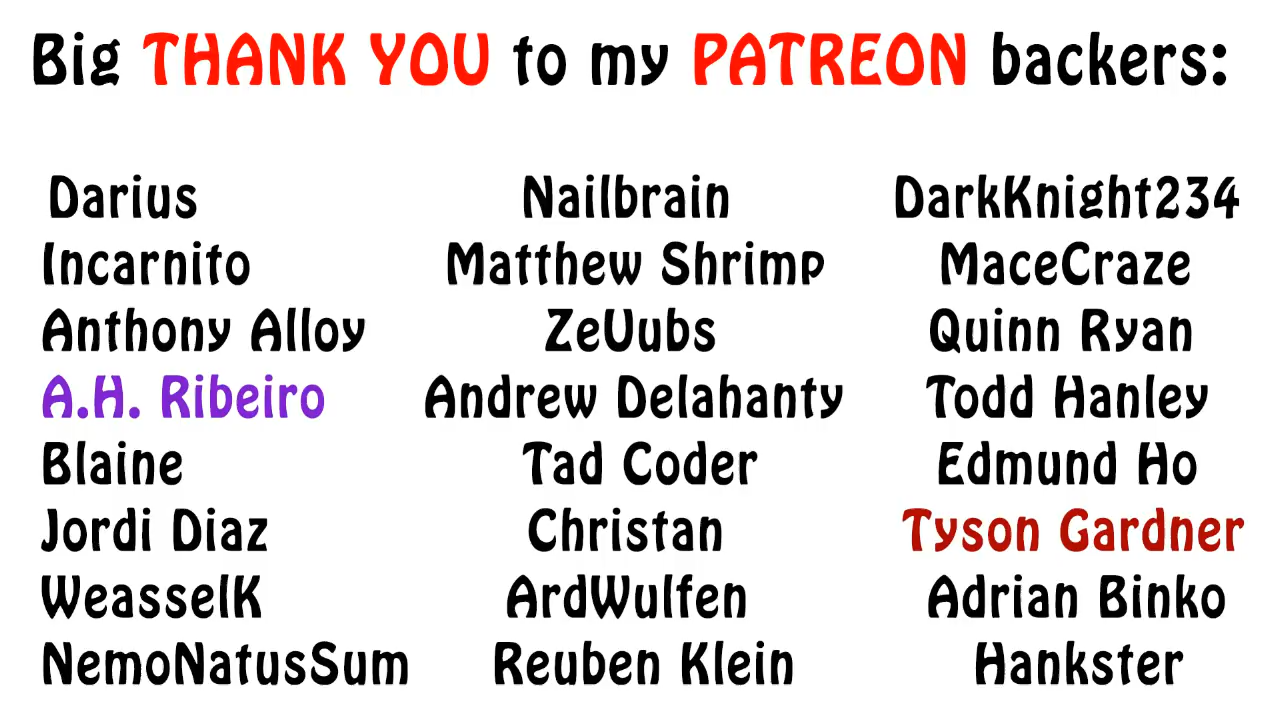 Big THANK YOU to my PATREON backers:
Darius Nailbrain DarkKnight234
Incarnito Matthew Shrimp MaceCraze
Anthony Alloy ZeUubs Quinn Ryan
A.H. Ribeiro Andrew Delahanty Todd Hanley
Blaine Tad Coder Edmund Ho
Jordi Diaz Christan Tyson Gardner
WeasselK ArdWulfen Adrian Binko
NemoNatusSum Reuben Klein Hankster